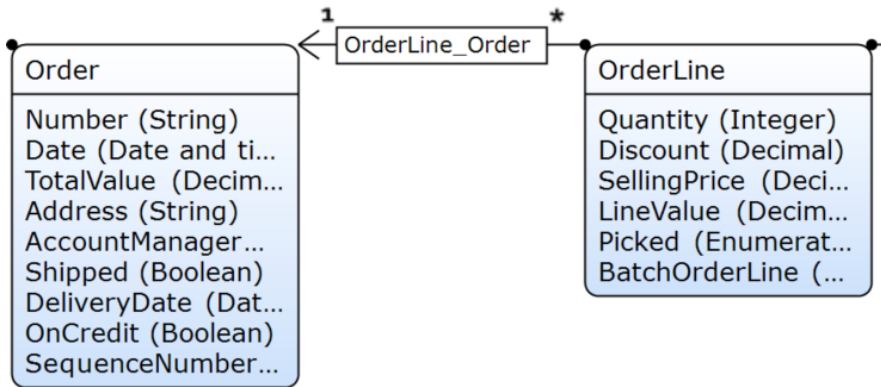 1
*
OrderLine_Order
Order
Number (String)
Date (Date and ti...
TotalValue (Decim...
Address (String)
AccountManager...
Shipped (Boolean)
DeliveryDate (Dat...
OnCredit (Boolean)
SequenceNumber...
OrderLine
Quantity (Integer)
Discount (Decimal)
SellingPrice (Deci...
LineValue (Decim...
Picked (Enumerat...
BatchOrderLine (...